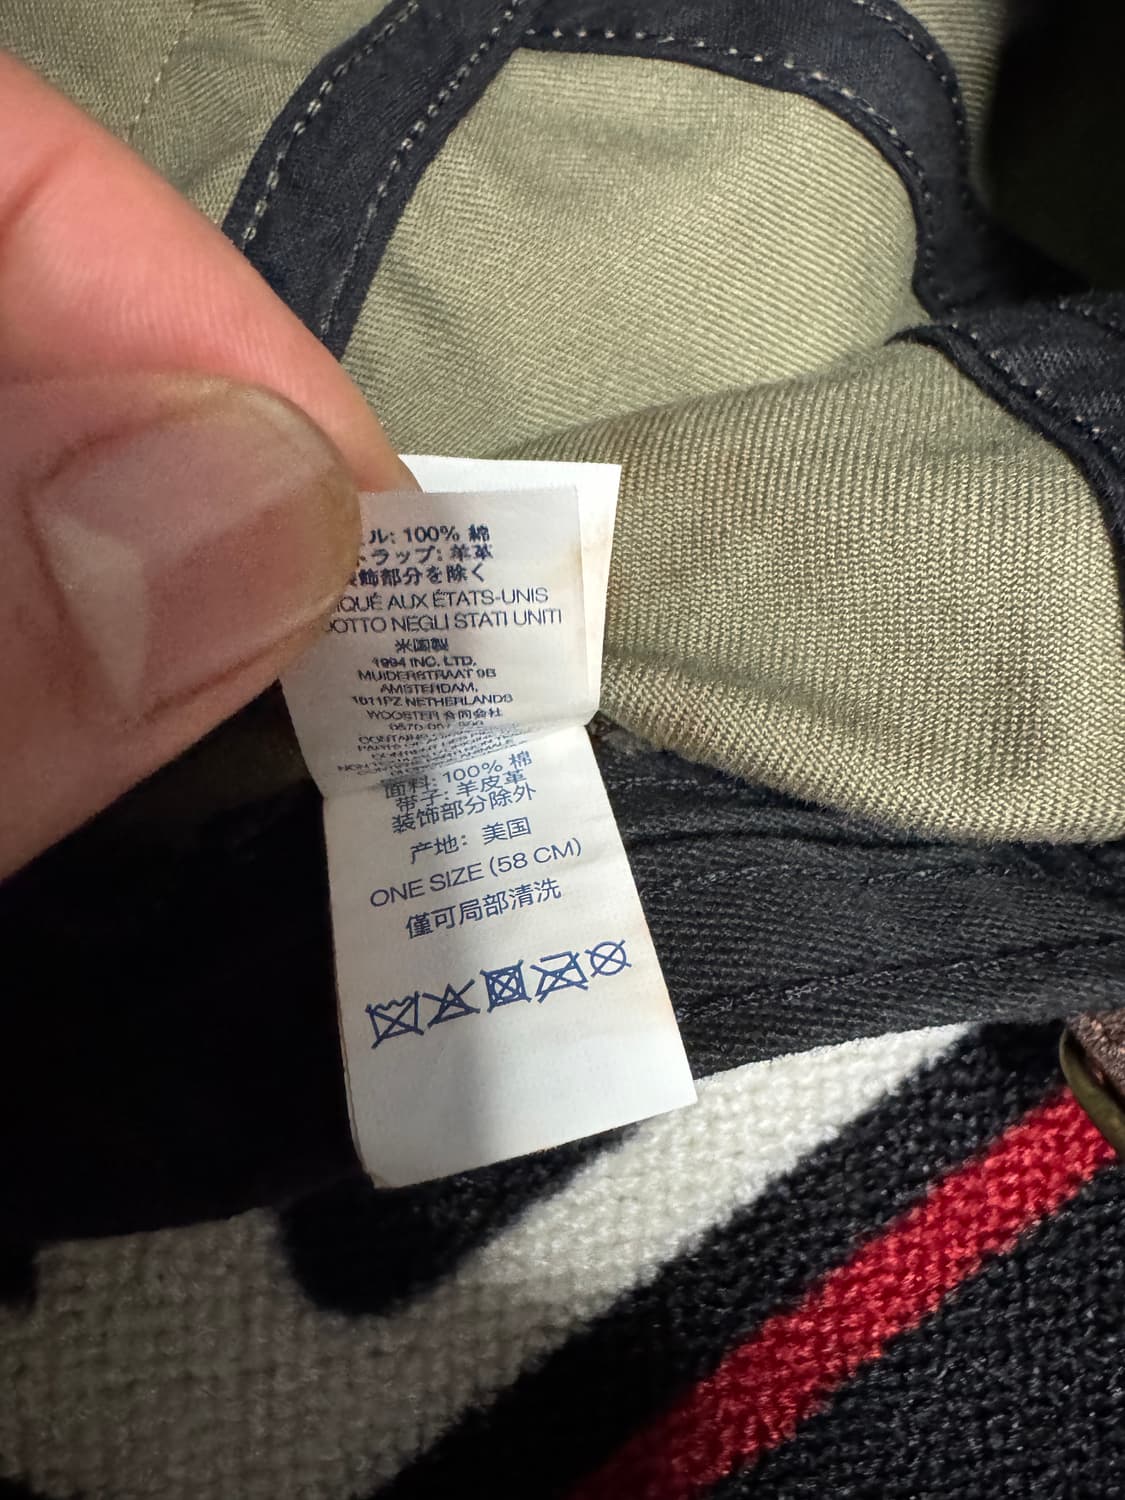 ル: 100% 綿
トラップ: 羊革
装飾部分を除く
IQUÉ AUX ÉTATS-UNIS
DOTTO NEGLI STATI UNITI
米国製
1994 INC. LTD.
MUIDERSTRAAT 9B
AMSTERDAM,
1011PZ NETHERLANDS
WOOSTER 合同会社
面料: 100% 棉
带子: 羊皮革
装饰部分除外
产地: 美国
ONE SIZE (58 CM)
僅可局部清洗